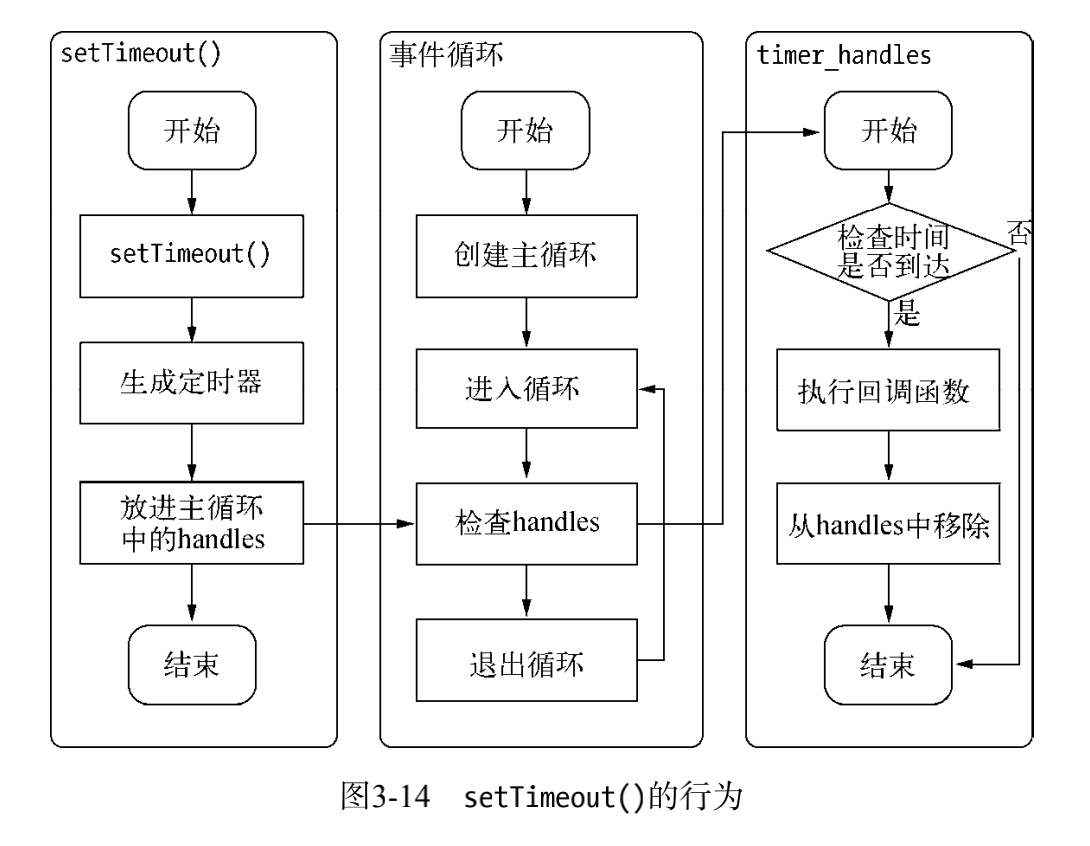 setTimeout()
开始
setTimeout()
生成定时器
放进主循环
中的handles
结束
事件循环
开始
创建主循环
进入循环
检查handles
退出循环
timer_handles
开始
检查时间
是否到达
否
是
执行回调函数
从handles中移除
结束
图3-14 setTimeout()的行为